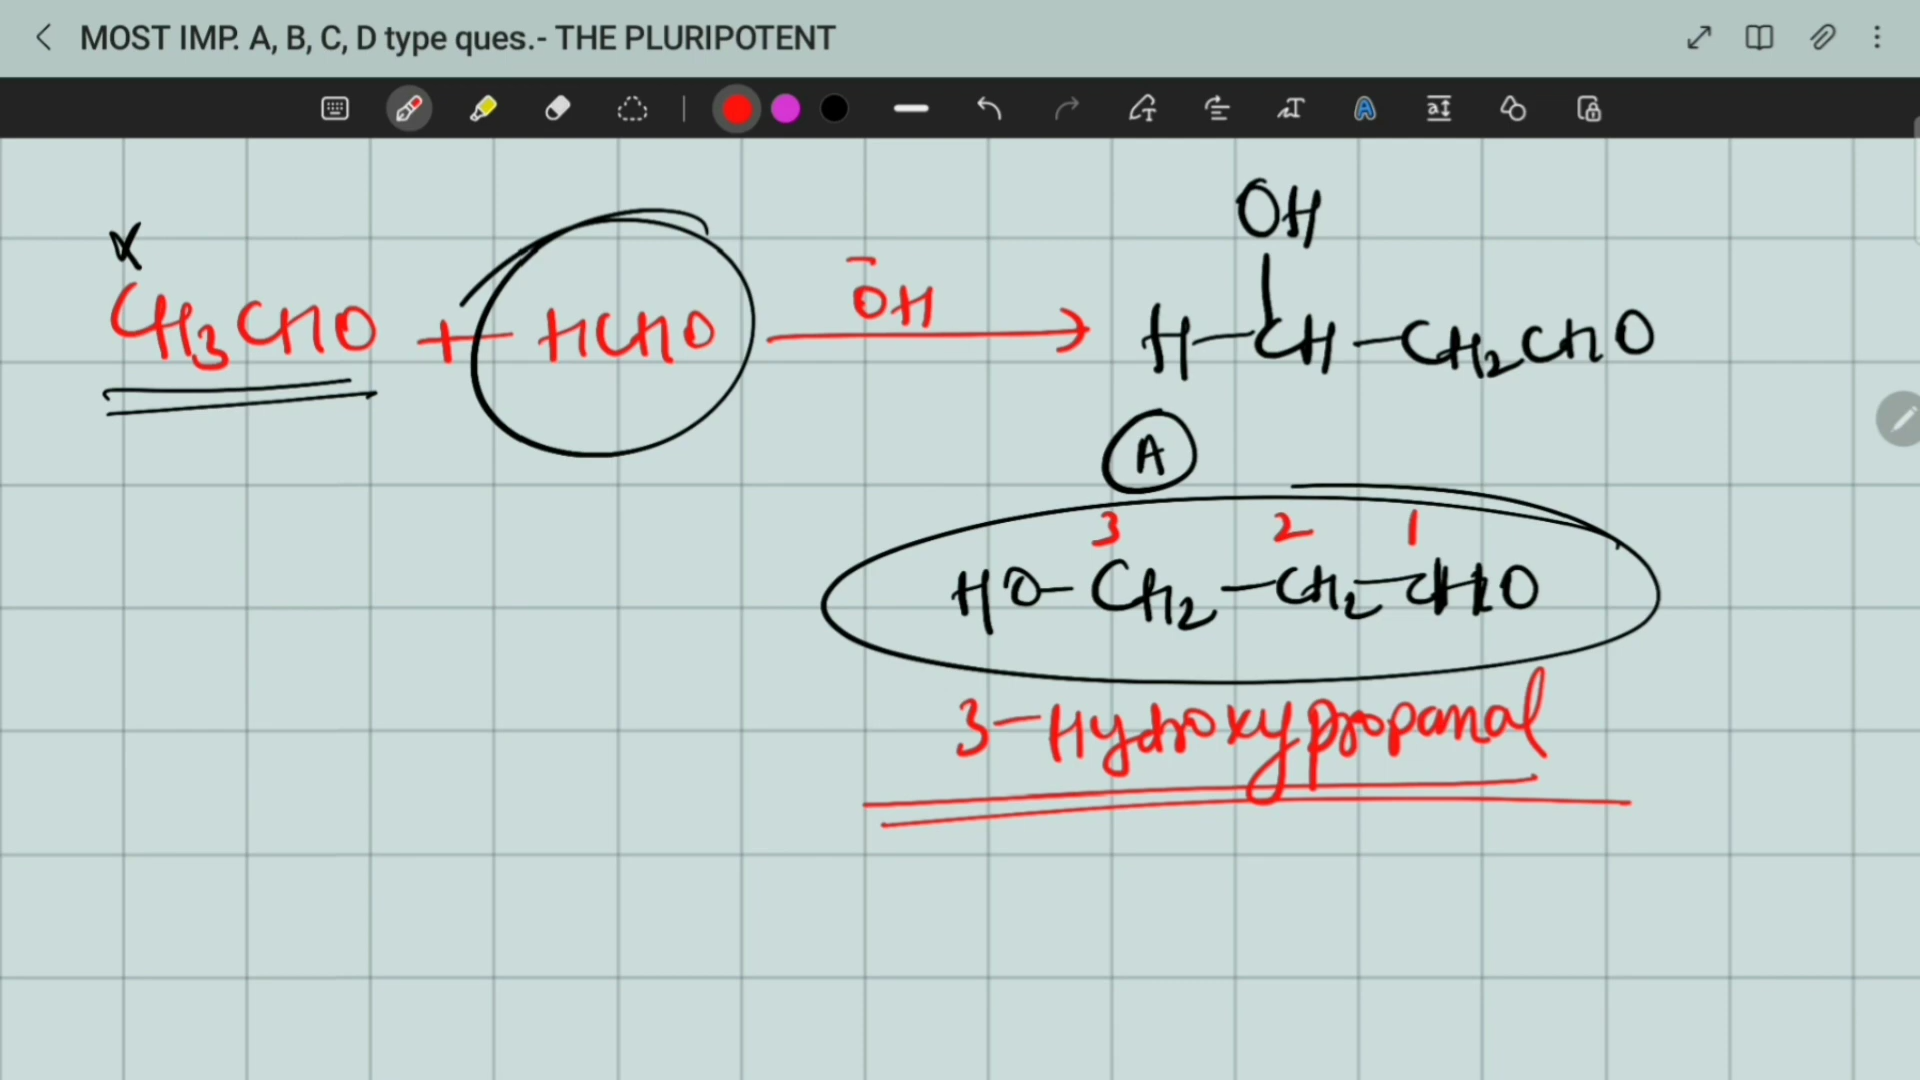 MOST IMP. A, B, C, D type ques.- THE PLURIPOTENT
OH
α
CH₃CHO + HCHO
ŌH
H-CH-CH₂CHO
A
3 2 1
HO-CH₂-CH₂-CHO
3-Hydroxypropanal